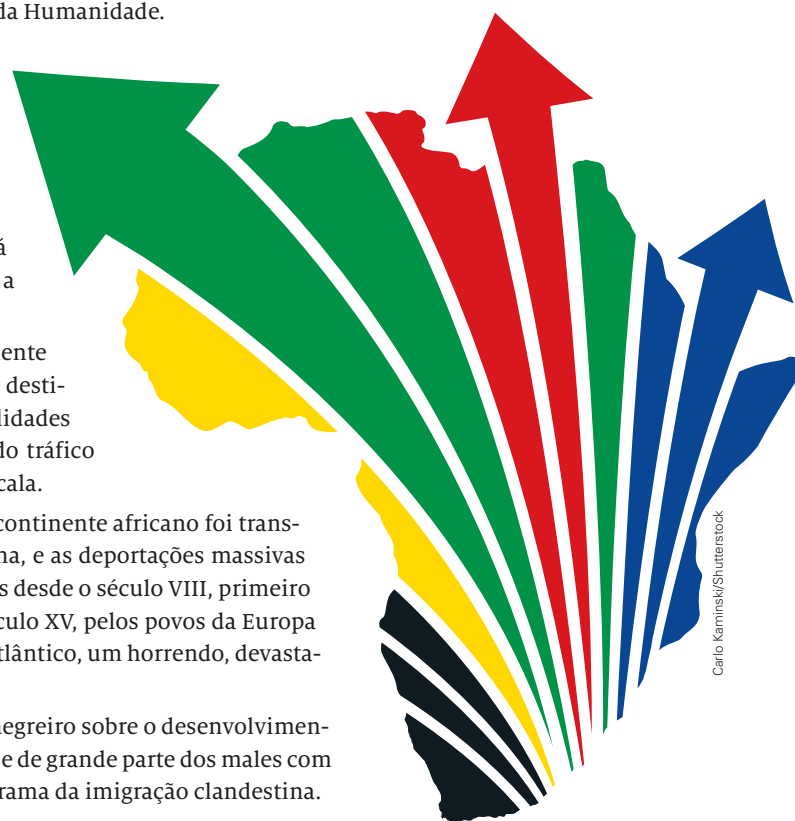 da Humanidade.
á
a
ente
desti-
lidades
do tráfico
cala.
continente africano foi trans-
na, e as deportações massivas
s desde o século VIII, primeiro
culo XV, pelos povos da Europa
tlântico, um horrendo, devasta-
negreiro sobre o desenvolvimen-
e de grande parte dos males com
rama da imigração clandestina.
Carlo Kaminski/Shutterstock